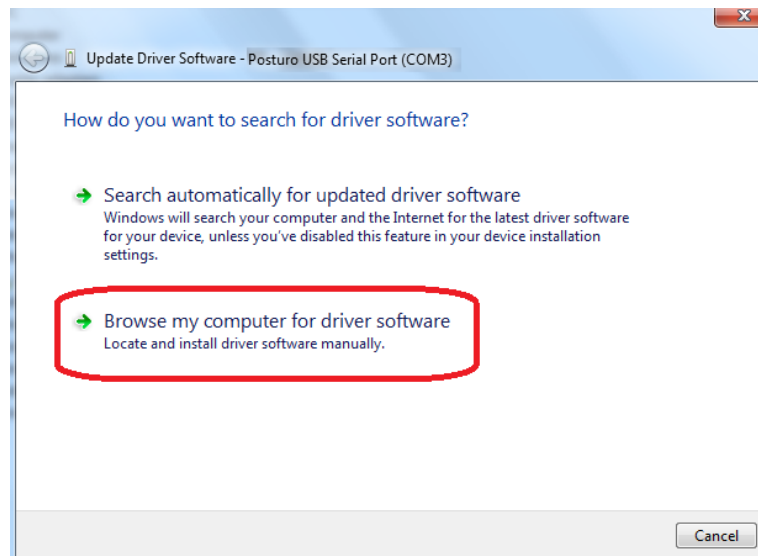 Update Driver Software - Posturo USB Serial Port (COM3)
How do you want to search for driver software?
Search automatically for updated driver software
Windows will search your computer and the Internet for the latest driver software
for your device, unless you've disabled this feature in your device installation
settings.
Browse my computer for driver software
Locate and install driver software manually.
Cancel